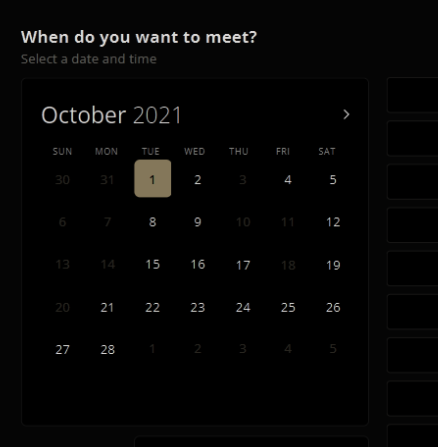 When do you want to meet?
Select a date and time
October 2021 >
SUN MON TUE WED THU FRI SAT
30 31 1 2 3 4 5
6 7 8 9 10 11 12
13 14 15 16 17 18 19
20 21 22 23 24 25 26
27 28 1 2 3 4 5